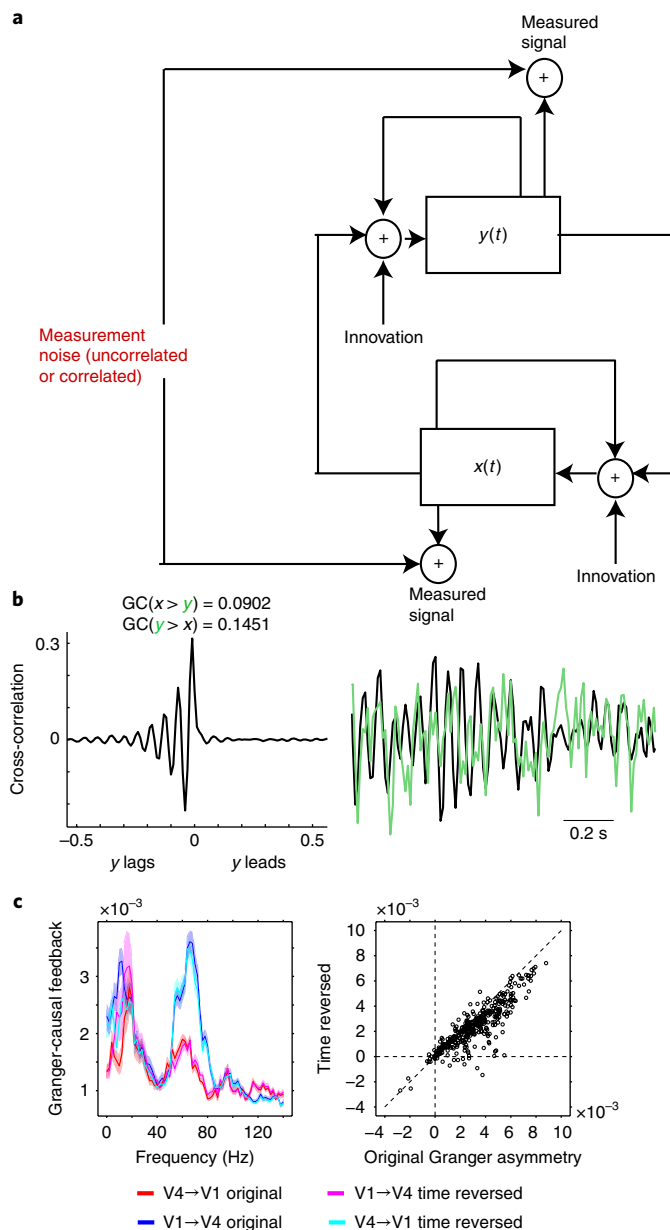 a
Measured
signal
+
+
y(t)
Innovation
Measurement
noise (uncorrelated
or correlated)
x(t)
+
+
Measured
signal
Innovation
b
GC(x > y) = 0.0902
GC(y > x) = 0.1451
0.3
0
Cross-correlation
–0.5
0
0.5
y lags
y leads
0.2 s
c
×10⁻³
Granger-causal feedback
3
2
1
0
40
80
120
Frequency (Hz)
×10⁻³
Time reversed
10
8
6
4
2
0
−2
−4
−4
−2
0
2
4
6
8
10
×10⁻³
Original Granger asymmetry
V4→V1 original
V1→V4 time reversed
V1→V4 original
V4→V1 time reversed